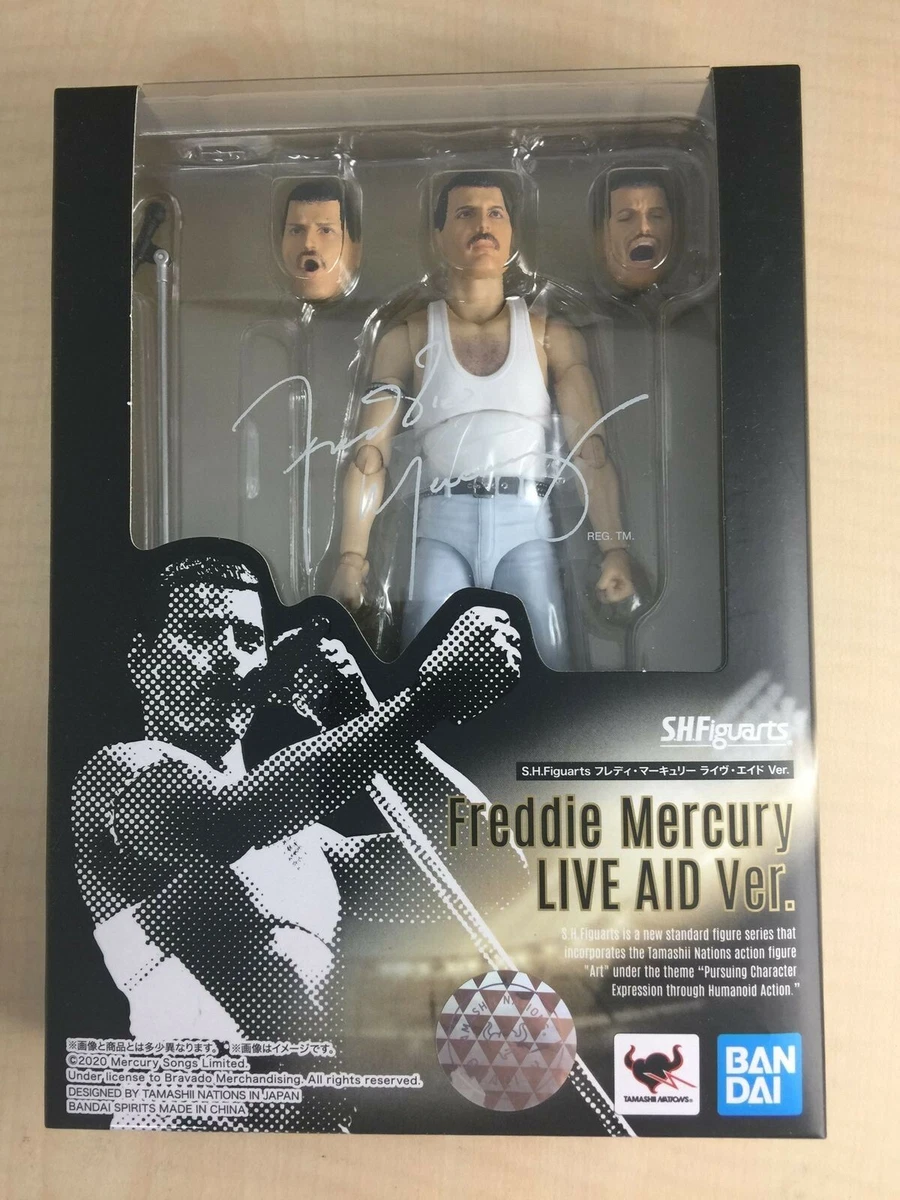 Freddie
Mercury
REG. TM.
S.H.Figuarts
S.H.Figuarts フレディ・マーキュリー ライヴ・エイド Ver.
Freddie Mercury
LIVE AID Ver.
S.H.Figuarts is a new standard figure series that
incorporates the Tamashii Nations action figure
"Art" under the theme “Pursuing Character
Expression through Humanoid Action.”
※画像と商品とは多少異なります。 ※画像はイメージです。
©2020 Mercury Songs Limited.
Under license to Bravado Merchandising. All rights reserved.
DESIGNED BY TAMASHII NATIONS IN JAPAN
BANDAI SPIRITS MADE IN CHINA
TAMASHII NATIONS®
BAN
DAI